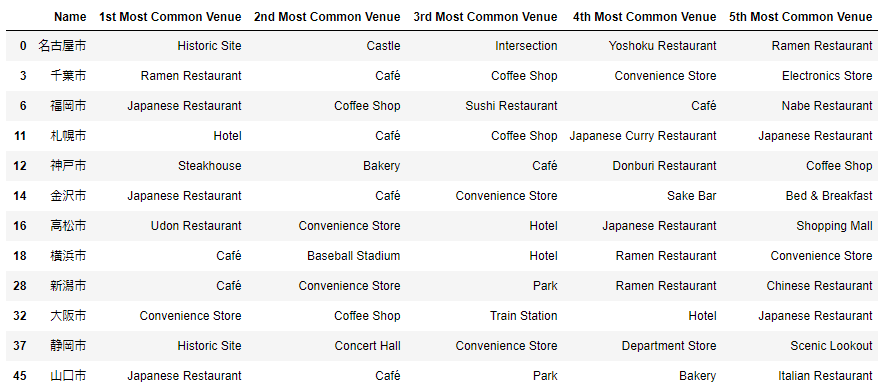 Name 1st Most Common Venue 2nd Most Common Venue 3rd Most Common Venue 4th Most Common Venue 5th Most Common Venue
0 名古屋市 Historic Site Castle Intersection Yoshoku Restaurant Ramen Restaurant
3 千葉市 Ramen Restaurant Café Coffee Shop Convenience Store Electronics Store
6 福岡市 Japanese Restaurant Coffee Shop Sushi Restaurant Café Nabe Restaurant
11 札幌市 Hotel Café Coffee Shop Japanese Curry Restaurant Japanese Restaurant
12 神戸市 Steakhouse Bakery Café Donburi Restaurant Coffee Shop
14 金沢市 Japanese Restaurant Café Convenience Store Sake Bar Bed & Breakfast
16 高松市 Udon Restaurant Convenience Store Hotel Japanese Restaurant Shopping Mall
18 横浜市 Café Baseball Stadium Hotel Ramen Restaurant Convenience Store
28 新潟市 Café Convenience Store Park Ramen Restaurant Chinese Restaurant
32 大阪市 Convenience Store Coffee Shop Train Station Hotel Japanese Restaurant
37 静岡市 Historic Site Concert Hall Convenience Store Department Store Scenic Lookout
45 山口市 Japanese Restaurant Café Park Bakery Italian Restaurant